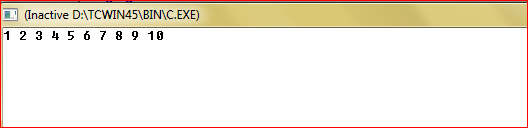 (Inactive D:\TCWIN45\BIN\C.EXE)
1 2 3 4 5 6 7 8 9 10